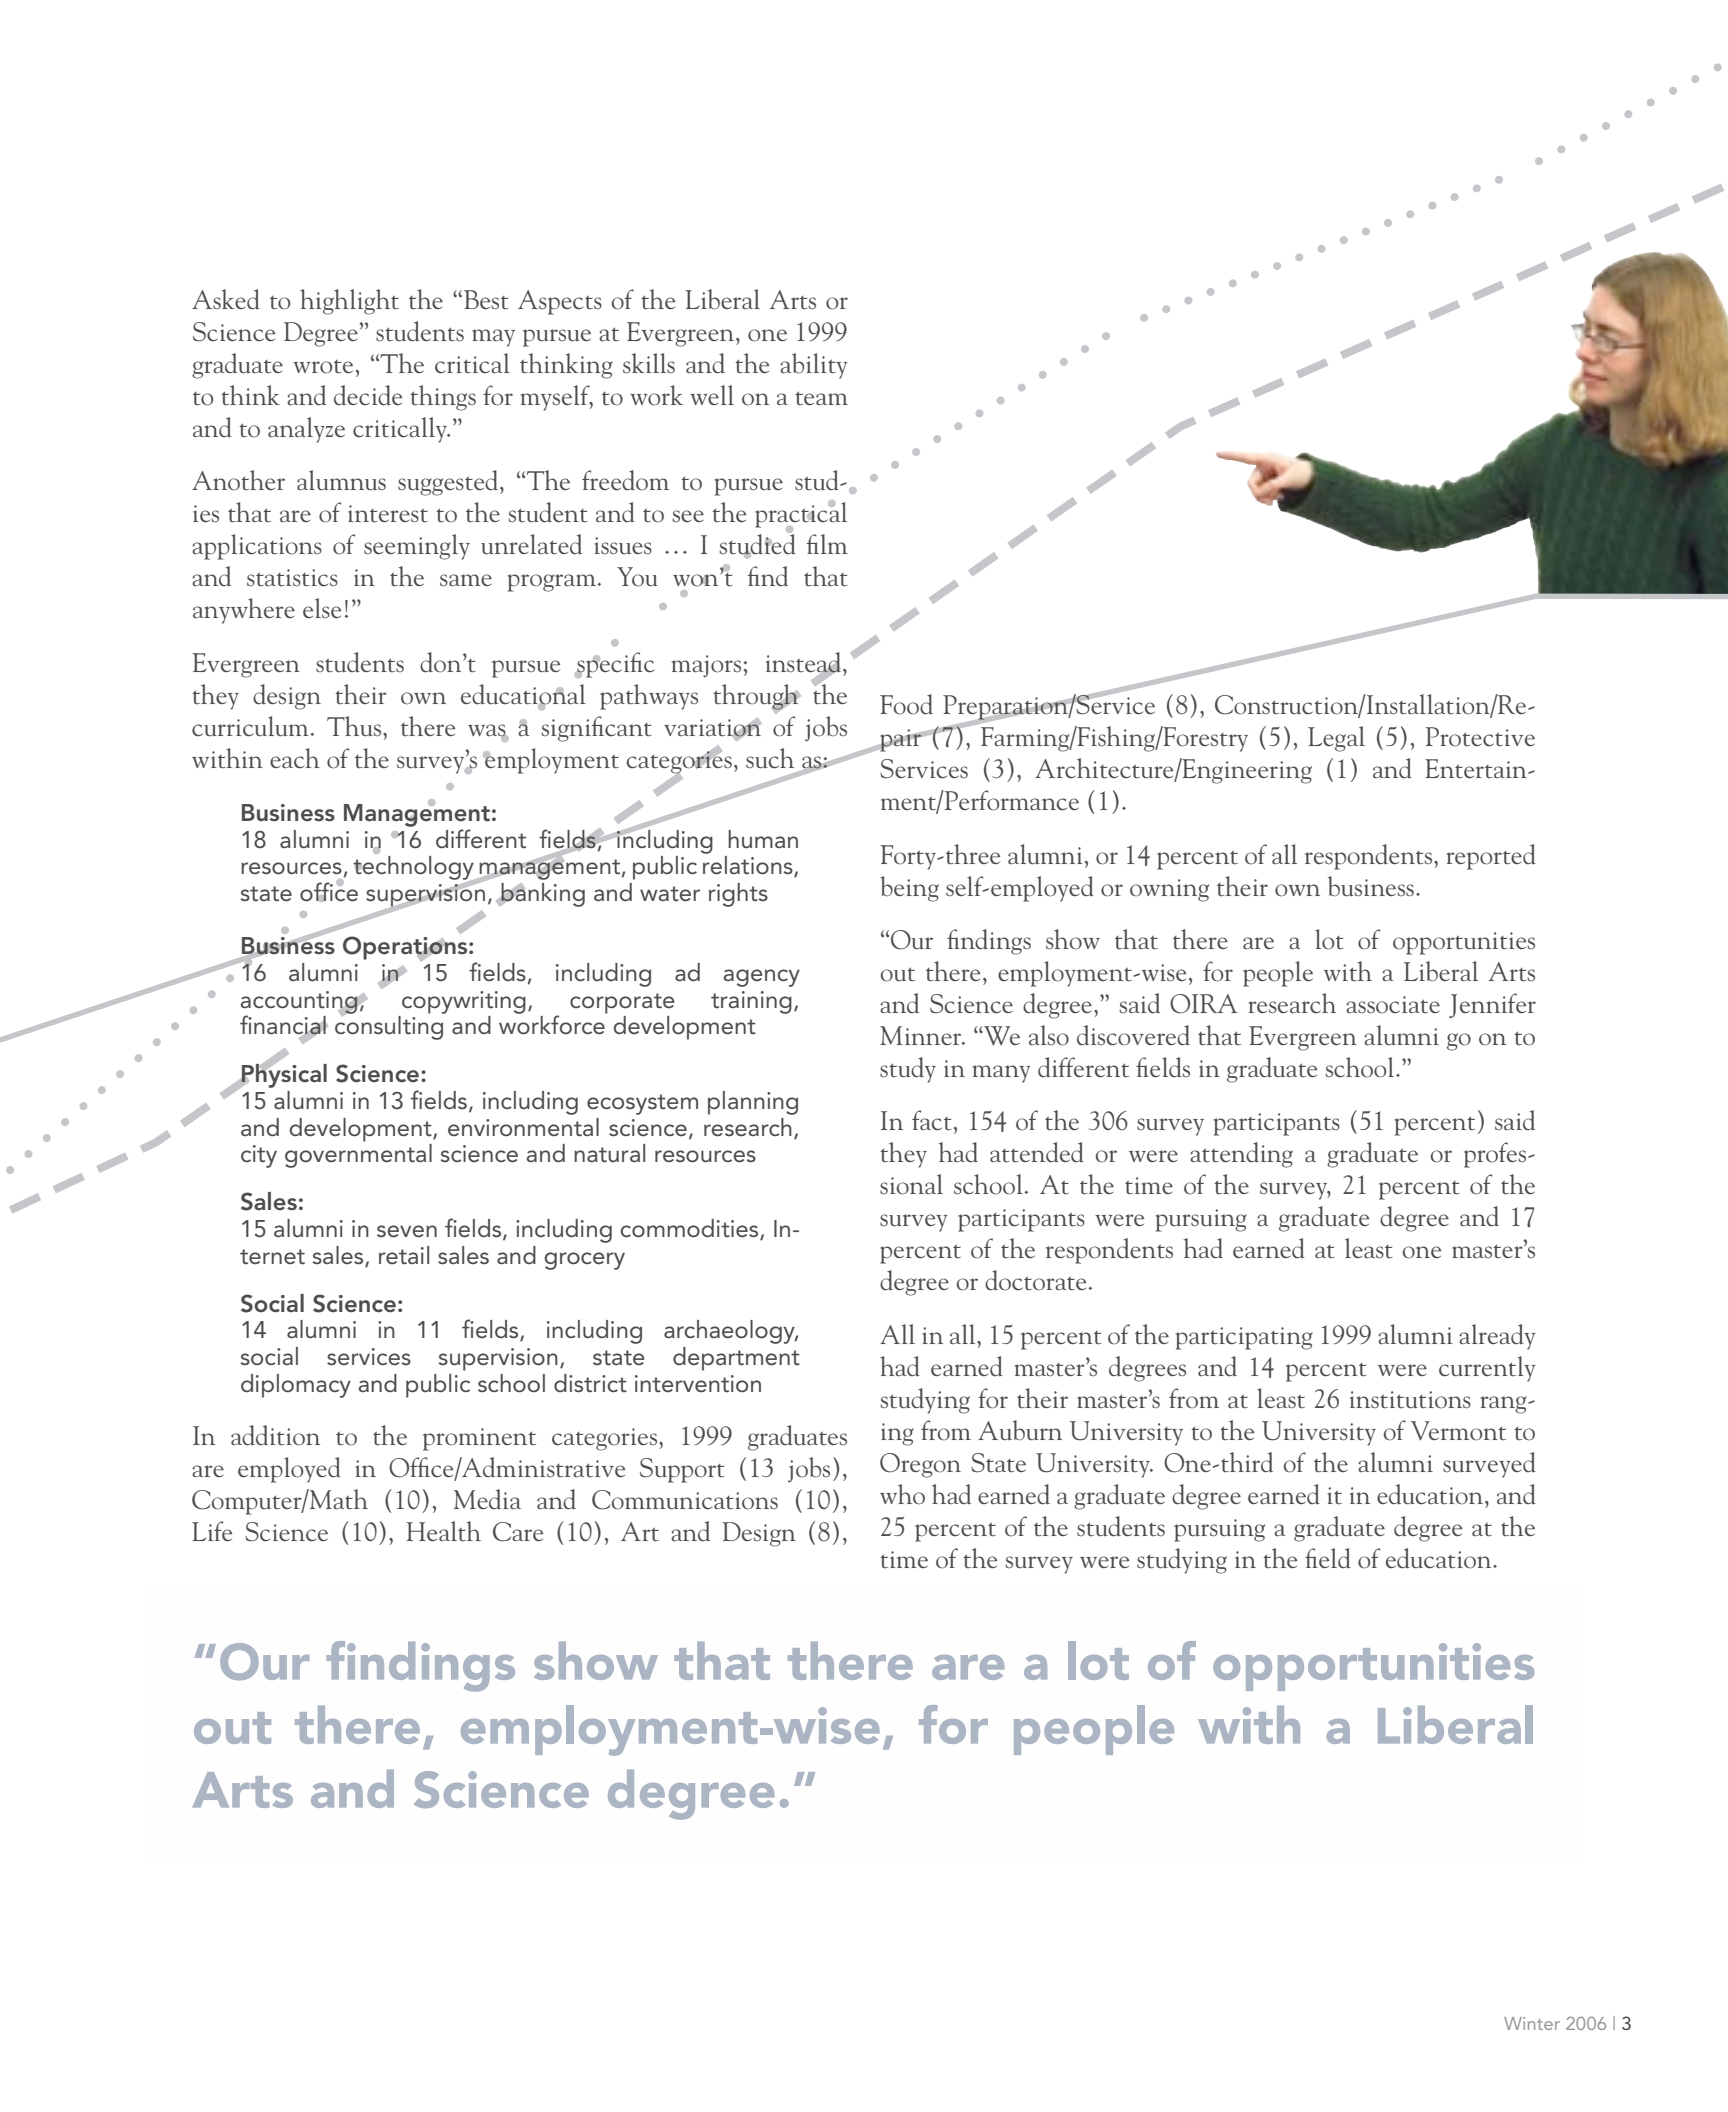 Asked to highlight the “Best Aspects of the Liberal Arts or
Science Degree” students may pursue at Evergreen, one 1999
graduate wrote, “The critical thinking skills and the ability
to think and decide things for myself, to work well on a team
and to analyze critically.”
Another alumnus suggested, “The freedom to pursue stud-
ies that are of interest to the student and to see the practical
applications of seemingly unrelated issues … I studied film
and statistics in the same program. You won’t find that
anywhere else!”
Evergreen students don’t pursue specific majors; instead,
they design their own educational pathways through the
curriculum. Thus, there was a significant variation of jobs
within each of the survey’s employment categories, such as:
Business Management:
18 alumni in 16 different fields, including human
resources, technology management, public relations,
state office supervision, banking and water rights
Business Operations:
16 alumni in 15 fields, including ad agency
accounting, copywriting, corporate training,
financial consulting and workforce development
Physical Science:
15 alumni in 13 fields, including ecosystem planning
and development, environmental science, research,
city governmental science and natural resources
Sales:
15 alumni in seven fields, including commodities, In-
ternet sales, retail sales and grocery
Social Science:
14 alumni in 11 fields, including archaeology,
social services supervision, state department
diplomacy and public school district intervention
In addition to the prominent categories, 1999 graduates
are employed in Office/Administrative Support (13 jobs),
Computer/Math (10), Media and Communications (10),
Life Science (10), Health Care (10), Art and Design (8),
Food Preparation/Service (8), Construction/Installation/Re-
pair (7), Farming/Fishing/Forestry (5), Legal (5), Protective
Services (3), Architecture/Engineering (1) and Entertain-
ment/Performance (1).
Forty-three alumni, or 14 percent of all respondents, reported
being self-employed or owning their own business.
“Our findings show that there are a lot of opportunities
out there, employment-wise, for people with a Liberal Arts
and Science degree,” said OIRA research associate Jennifer
Minner. “We also discovered that Evergreen alumni go on to
study in many different fields in graduate school.”
In fact, 154 of the 306 survey participants (51 percent) said
they had attended or were attending a graduate or profes-
sional school. At the time of the survey, 21 percent of the
survey participants were pursuing a graduate degree and 17
percent of the respondents had earned at least one master’s
degree or doctorate.
All in all, 15 percent of the participating 1999 alumni already
had earned master’s degrees and 14 percent were currently
studying for their master’s from at least 26 institutions rang-
ing from Auburn University to the University of Vermont to
Oregon State University. One-third of the alumni surveyed
who had earned a graduate degree earned it in education, and
25 percent of the students pursuing a graduate degree at the
time of the survey were studying in the field of education.
“Our findings show that there are a lot of opportunities
out there, employment-wise, for people with a Liberal
Arts and Science degree.”
Winter 2006 | 3